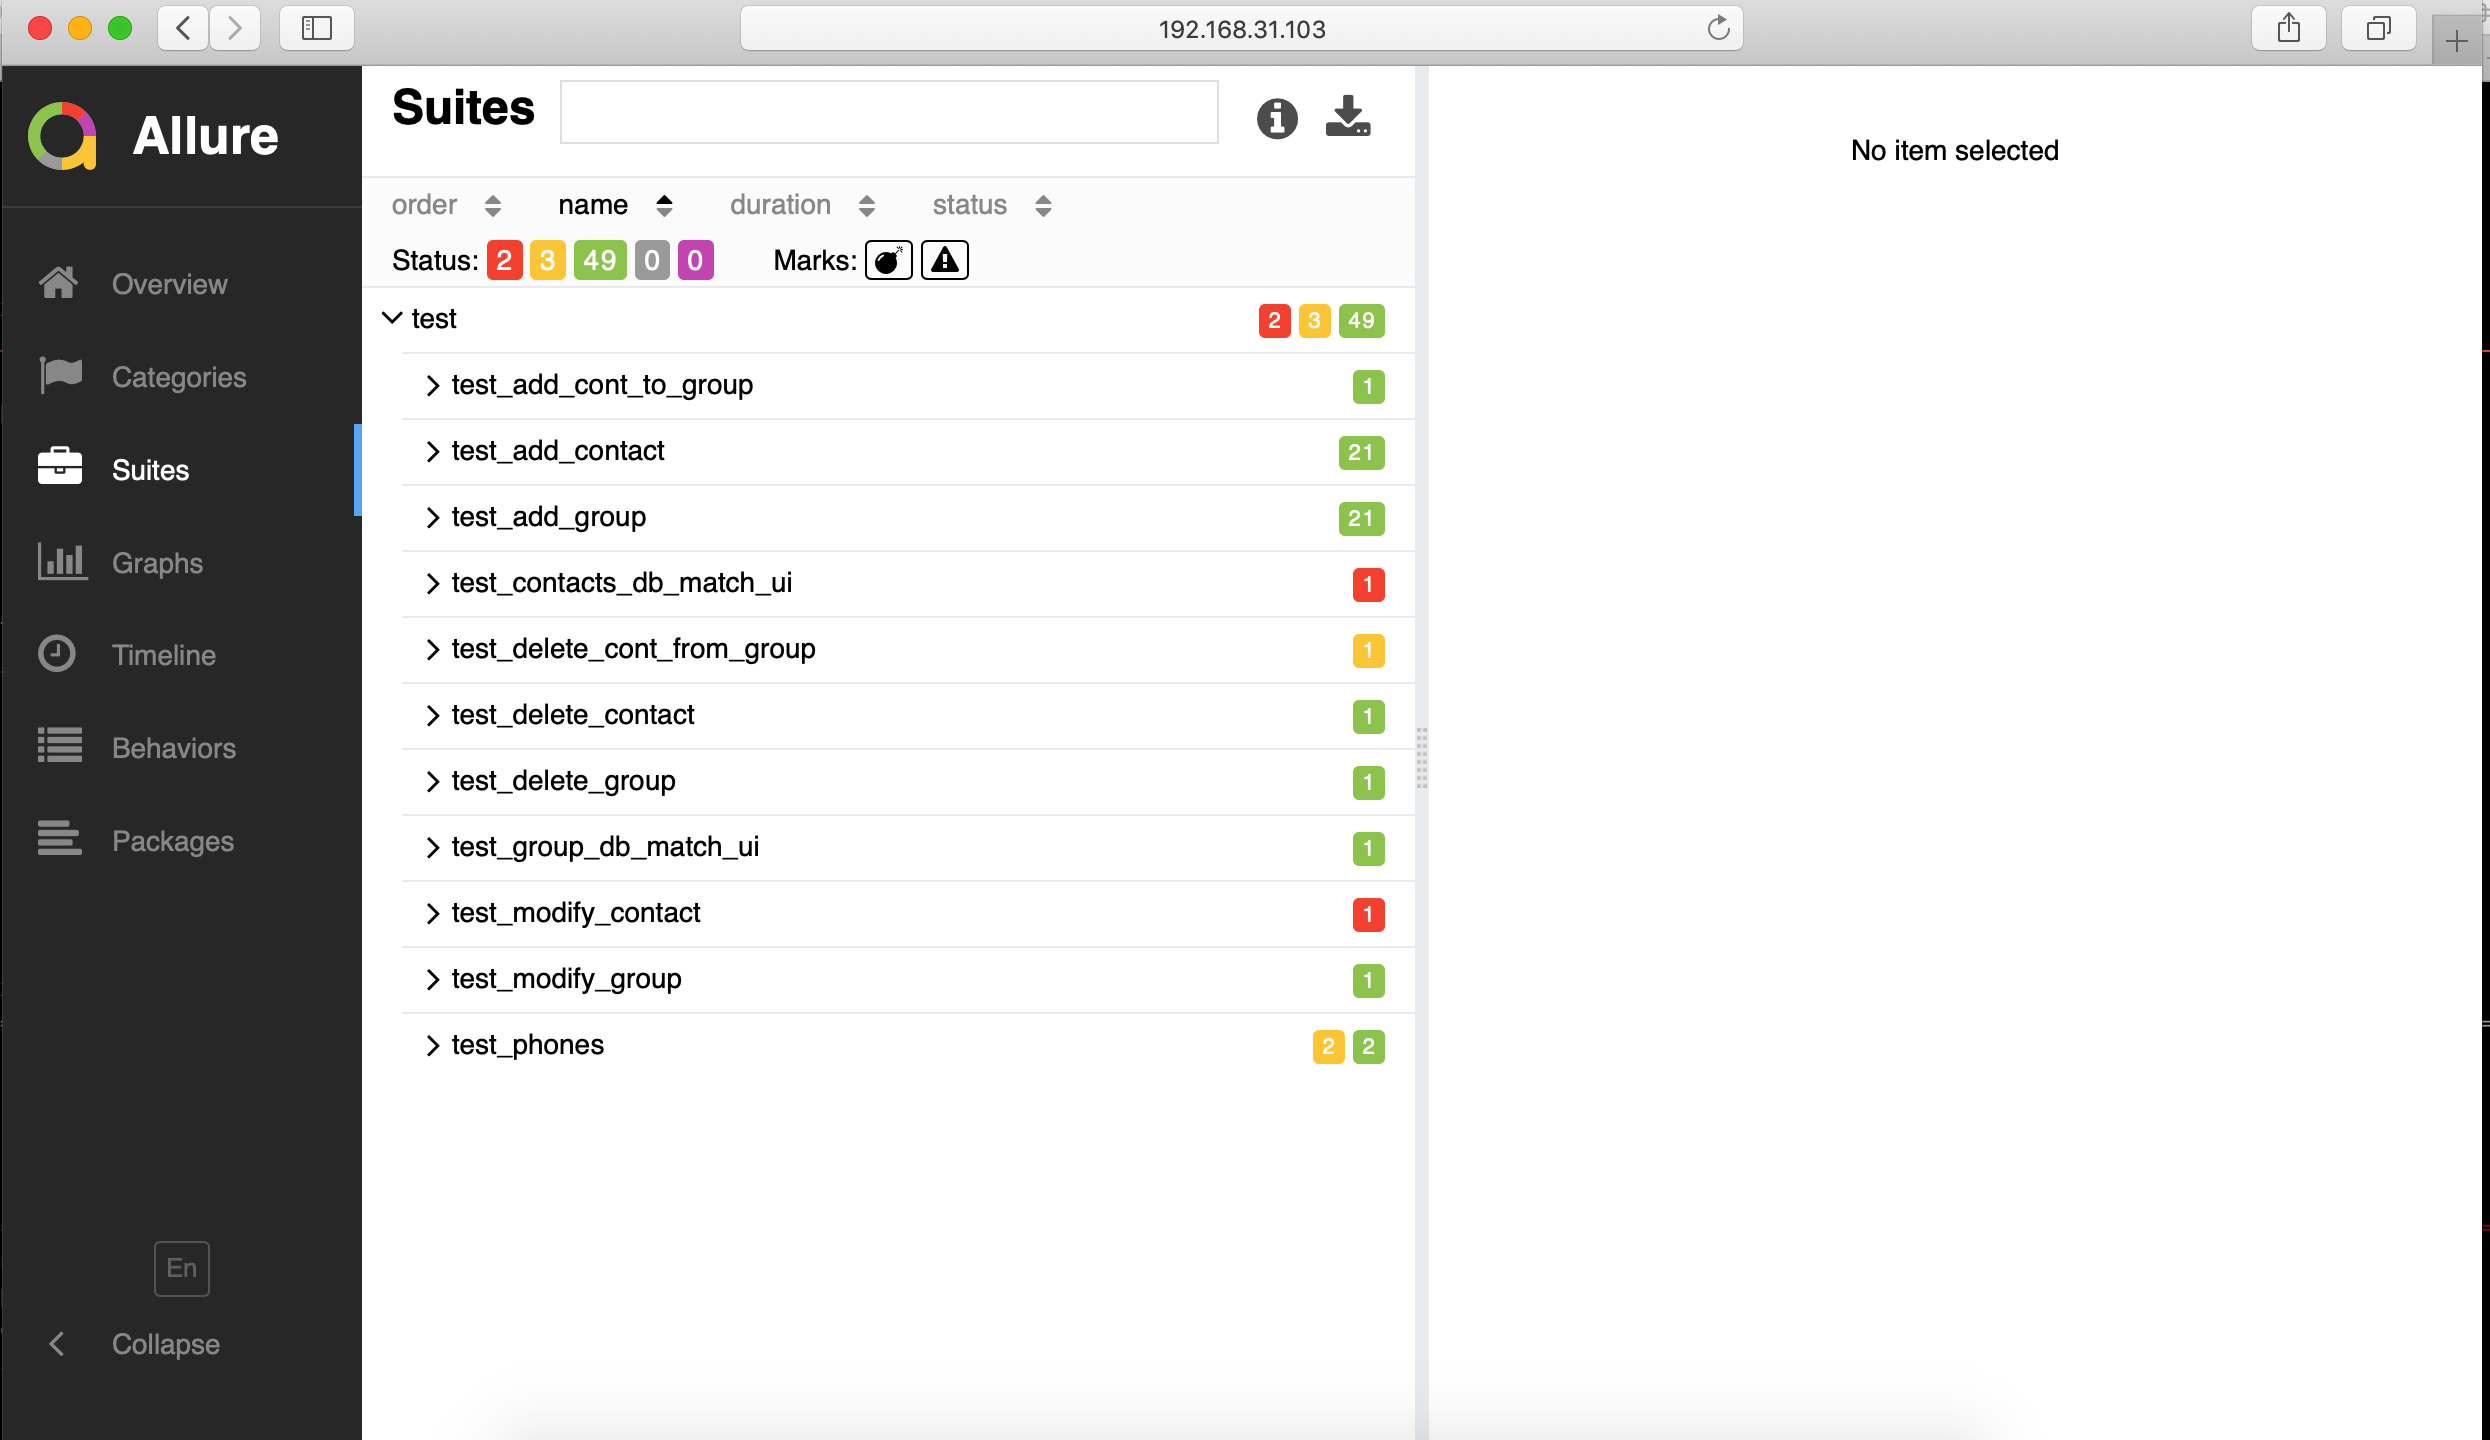 192.168.31.103
Allure
Overview
Categories
Suites
Graphs
Timeline
Behaviors
Packages
En
Collapse
Suites
order name duration status
Status: 2 3 49 0 0 Marks:
test 2 3 49
test_add_cont_to_group 1
test_add_contact 21
test_add_group 21
test_contacts_db_match_ui 1
test_delete_cont_from_group 1
test_delete_contact 1
test_delete_group 1
test_group_db_match_ui 1
test_modify_contact 1
test_modify_group 1
test_phones 2 2
No item selected